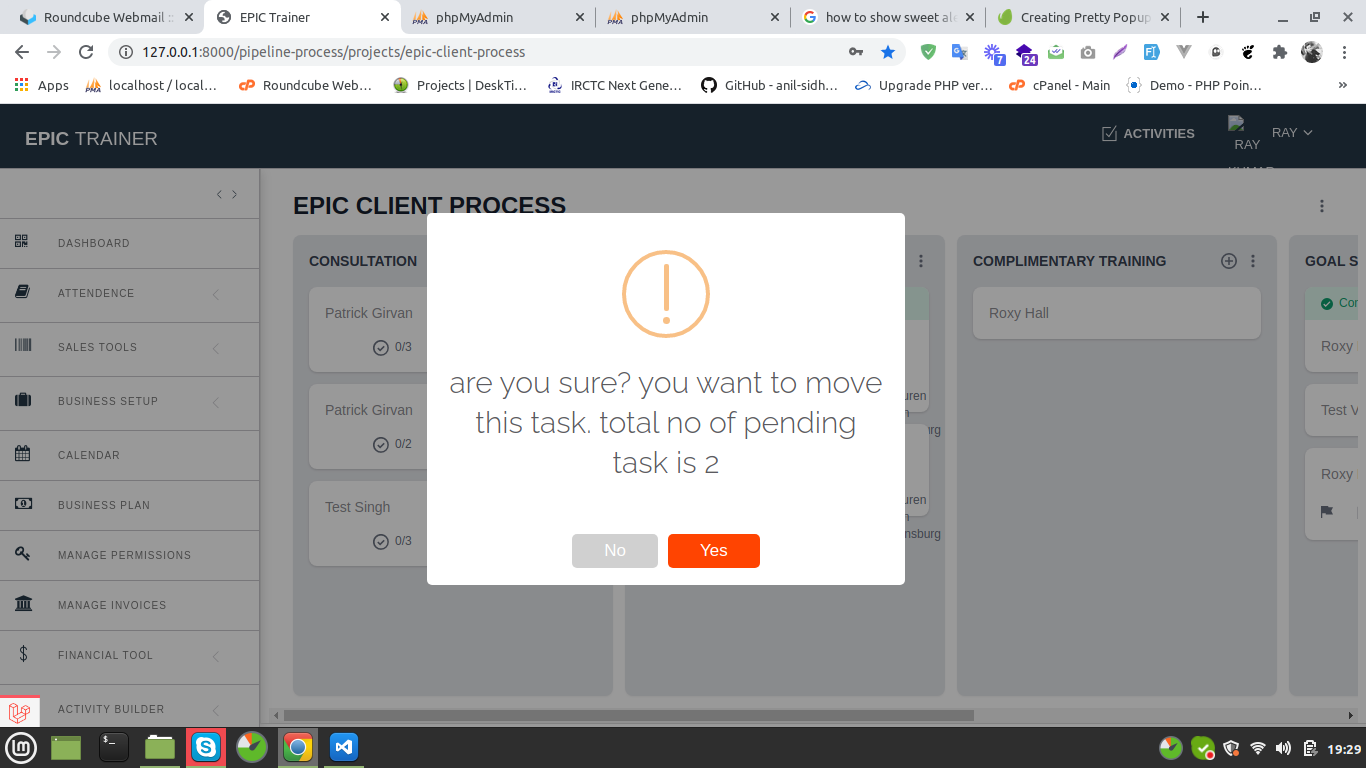 Roundcube Webmail ::
EPIC Trainer
phpMyAdmin
phpMyAdmin
how to show sweet ale
Creating Pretty Popup
127.0.0.1:8000/pipeline-process/projects/epic-client-process
7
24
Apps
localhost / local…
Roundcube Web…
Projects | DeskTi…
IRCTC Next Gene…
GitHub - anil-sidh…
Upgrade PHP ver…
cPanel - Main
Demo - PHP Poin…
»
EPIC TRAINER
ACTIVITIES
RAY
RAY
DASHBOARD
ATTENDENCE
SALES TOOLS
BUSINESS SETUP
CALENDAR
BUSINESS PLAN
MANAGE PERMISSIONS
MANAGE INVOICES
FINANCIAL TOOL
ACTIVITY BUILDER
EPIC CLIENT PROCESS
CONSULTATION
Patrick Girvan
0/3
Patrick Girvan
0/2
Test Singh
0/3
are you sure? you want to move
this task. total no of pending
task is 2
No
Yes
COMPLIMENTARY TRAINING
Roxy Hall
GOAL S
Roxy
Test V
Roxy
19:29